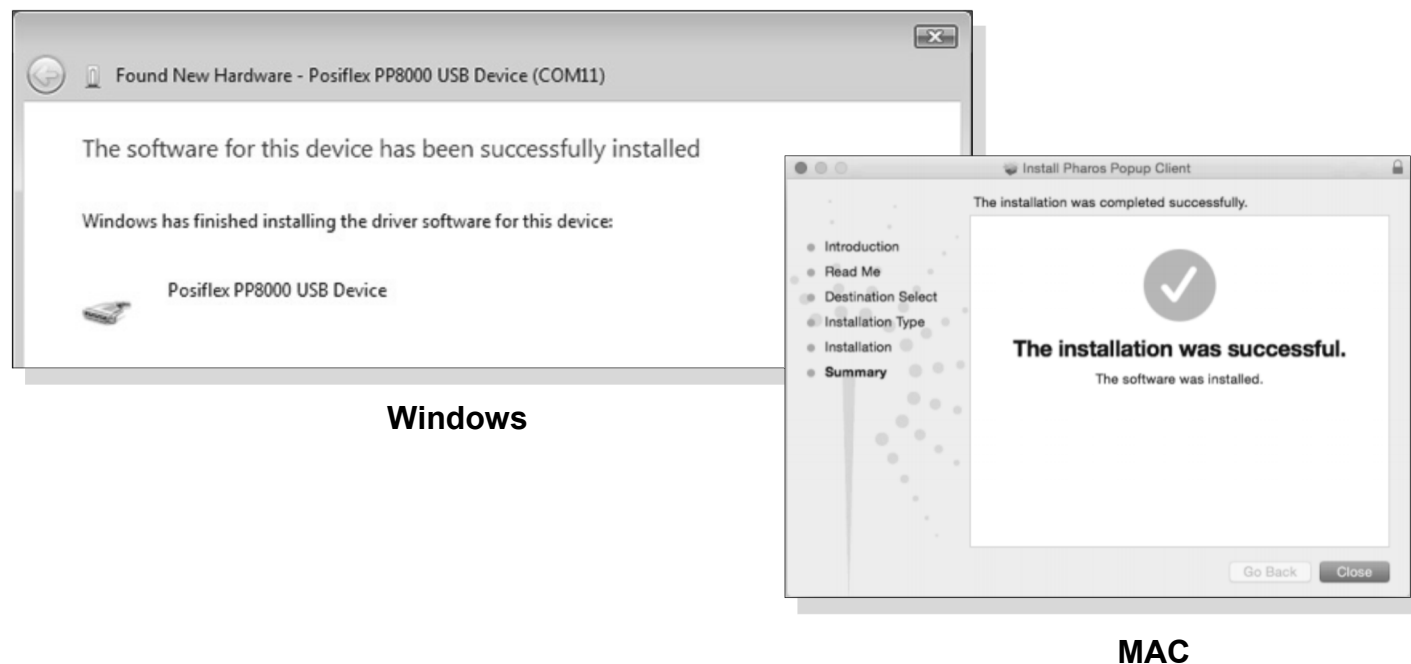 Found New Hardware - Posiflex PP8000 USB Device (COM11)
The software for this device has been successfully installed
Windows has finished installing the driver software for this device:
Posiflex PP8000 USB Device
Windows
Install Pharos Popup Client
The installation was completed successfully.
Introduction
Read Me
Destination Select
Installation Type
Installation
Summary
The installation was successful.
The software was installed.
Go Back
Close
MAC